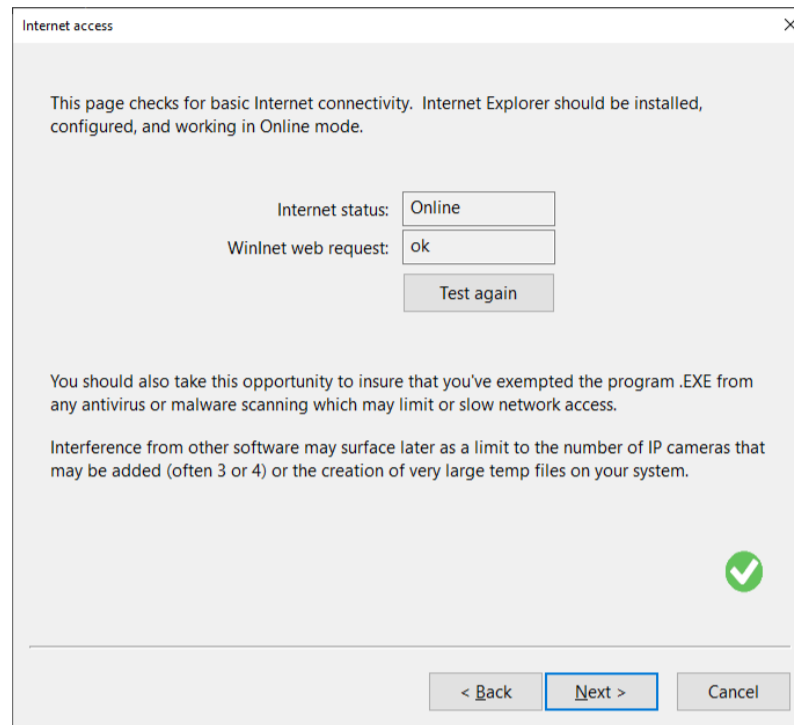 Internet access
This page checks for basic Internet connectivity.  Internet Explorer should be installed,
configured, and working in Online mode.
Internet status: Online
WinInet web request: ok
Test again
You should also take this opportunity to insure that you've exempted the program .EXE from
any antivirus or malware scanning which may limit or slow network access.
Interference from other software may surface later as a limit to the number of IP cameras that
may be added (often 3 or 4) or the creation of very large temp files on your system.
< Back Next > Cancel